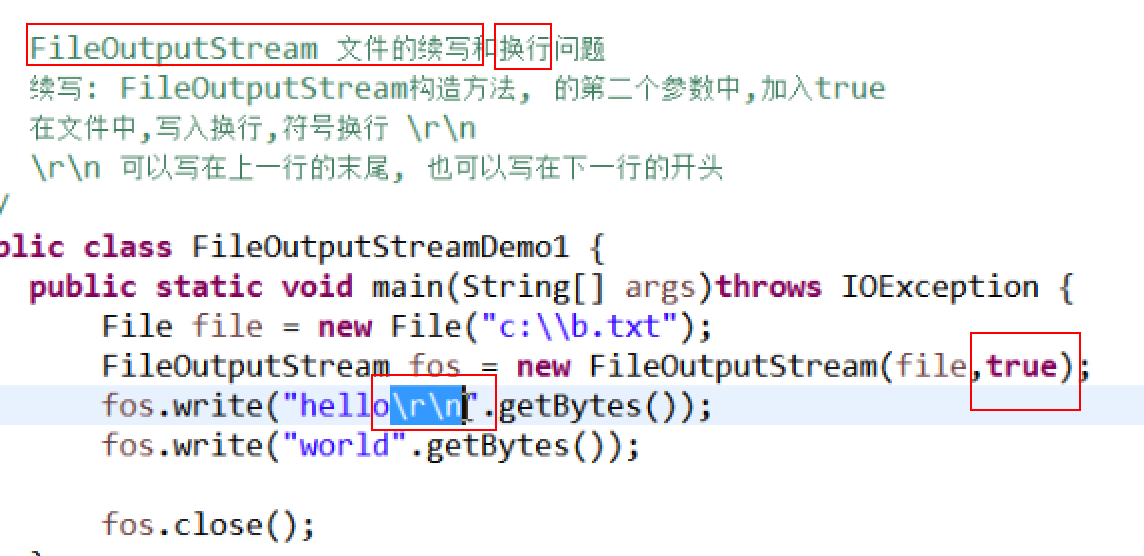 FileOutputStream 文件的续写和换行问题
续写: FileOutputStream构造方法, 的第二个参数中,加入true
在文件中,写入换行,符号换行 \r\n
\r\n 可以写在上一行的末尾, 也可以写在下一行的开头
/
blic class FileOutputStreamDemo1 {
public static void main(String[] args)throws IOException {
File file = new File("c:\\b.txt");
FileOutputStream fos = new FileOutputStream(file,true);
fos.write("hello\r\n".getBytes());
fos.write("world".getBytes());
fos.close();